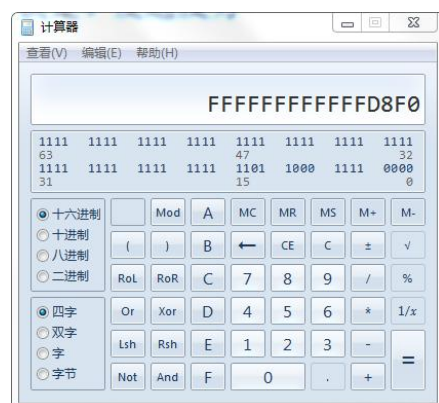 计算器
查看(V) 编辑(E) 帮助(H)
FFFFFFFFFFFFD8F0
1111 1111 1111 1111 1111 1111 1111 1111
63 47 32
1111 1111 1111 1111 1101 1000 1111 0000
31 15 0
十六进制 Mod A MC MR MS M+ M-
十进制
八进制 ( ) B ← CE C ± √
二进制 RoL RoR C 7 8 9 / %
四字 Or Xor D 4 5 6 * 1/x
双字
字 Lsh Rsh E 1 2 3 - =
字节 Not And F 0 . +